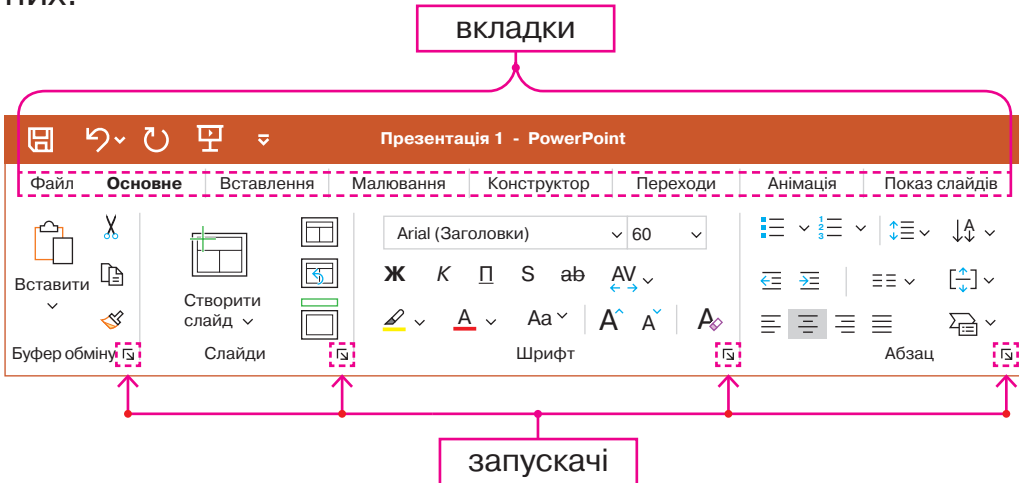 них.
вкладки
Презентація 1 - PowerPoint
Файл Основне Вставлення Малювання Конструктор Переходи Анімація Показ слайдів
Arial (Заголовки) 60
Ж К П S ab AV
Вставити
Створити
слайд
Aa A A A
A
Буфер обміну Слайди Шрифт Абзац
запускачі